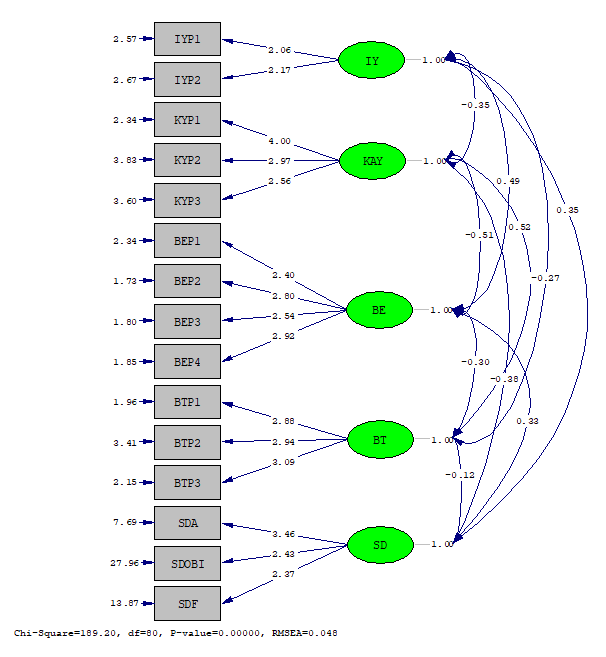 2.57 IYP1
2.06
IY 1.00
2.17
2.67 IYP2
-0.35
2.34 KYP1
4.00
3.83 KYP2 2.97 KAY 1.00
2.56
0.49
3.60 KYP3
0.35
0.52
-0.51
2.34 BEP1
2.40
-0.27
1.73 BEP2
2.80
BE 1.00
1.80 BEP3 2.54
2.92
1.85 BEP4
-0.30
-0.38
1.96 BTP1
2.88
0.33
3.41 BTP2 2.94 BT 1.00
3.09
-0.12
2.15 BTP3
7.69 SDA
3.46
SD 1.00
2.43
27.96 SDOBI
2.37
13.87 SDF
Chi-Square=189.20, df=80, P-value=0.00000, RMSEA=0.048